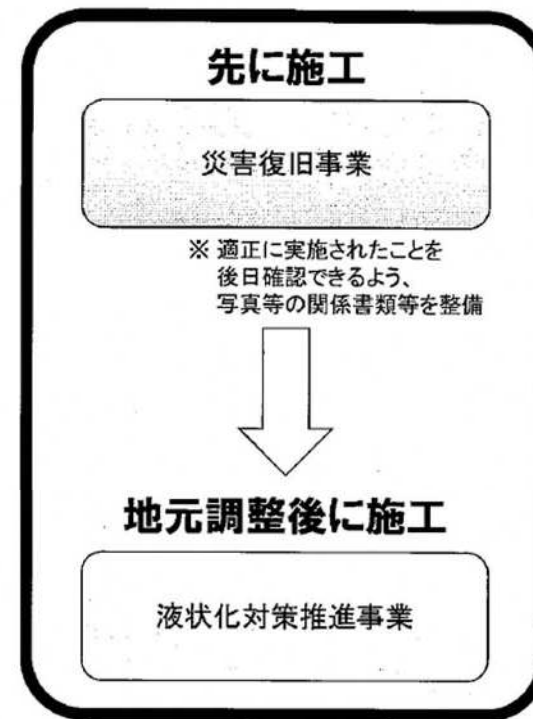 先に施工
災害復旧事業
※ 適正に実施されたことを
後日確認できるよう、
写真等の関係書類等を整備
地元調整後に施工
液状化対策推進事業